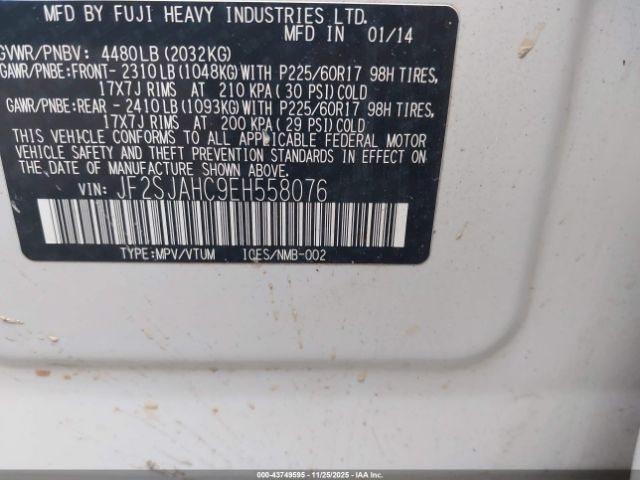 MFD BY FUJI HEAVY INDUSTRIES LTD.
MFD IN 01/14
GVWR/PNBV: 4480LB (2032KG)
GAWR/PNBE:FRONT- 2310LB (1048KG) WITH P225/60R17 98H TIRES,
17X7J RIMS AT 210 KPA (30 PSI) COLD
GAWR/PNBE:REAR - 2410LB (1093KG) WITH P225/60R17 98H TIRES,
17X7J RIMS AT 200 KPA (29 PSI) COLD
THIS VEHICLE CONFORMS TO ALL APPLICABLE FEDERAL MOTOR
VEHICLE SAFETY AND THEFT PREVENTION STANDARDS IN EFFECT ON
THE DATE OF MANUFACTURE SHOWN ABOVE.
VIN: JF2SJAHC9EH558076
TYPE:MPV/VTUM ICES/NMB-002
000-43749595 - 11/25/2025 - IAA Inc.